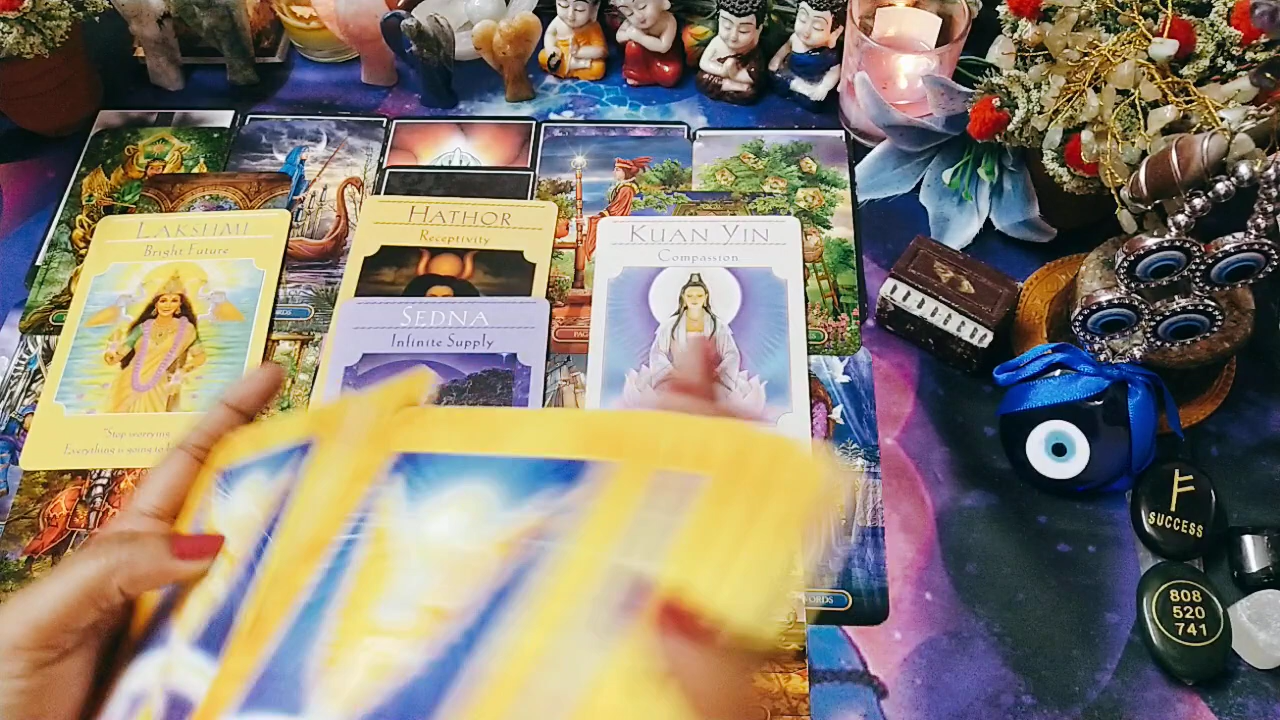 LAKSHMI
Bright Future
"Stop worrying.
Everything is going to
HATHOR
Receptivity
SEDNA
Infinite Supply
KUAN YIN
Compassion
SUCCESS
808
520
741